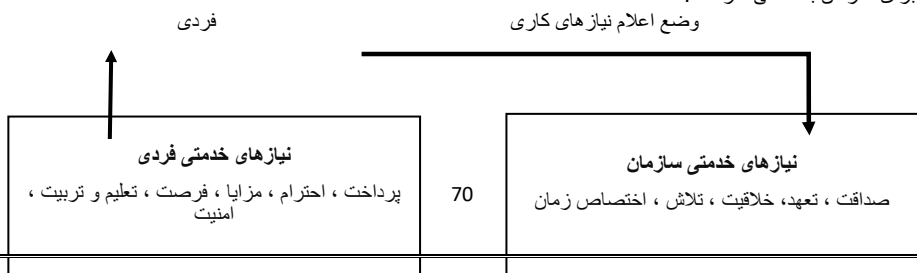 وضع اعلام نیازهای کاری
فردی
نیازهای خدمتی سازمان
صداقت ، تعهد، خلاقیت ، تلاش ، اختصاص زمان
70
نیازهای خدمتی فردی
پرداخت ، احترام ، مزایا ، فرصت ، تعلیم و تربیت ،
امنیت